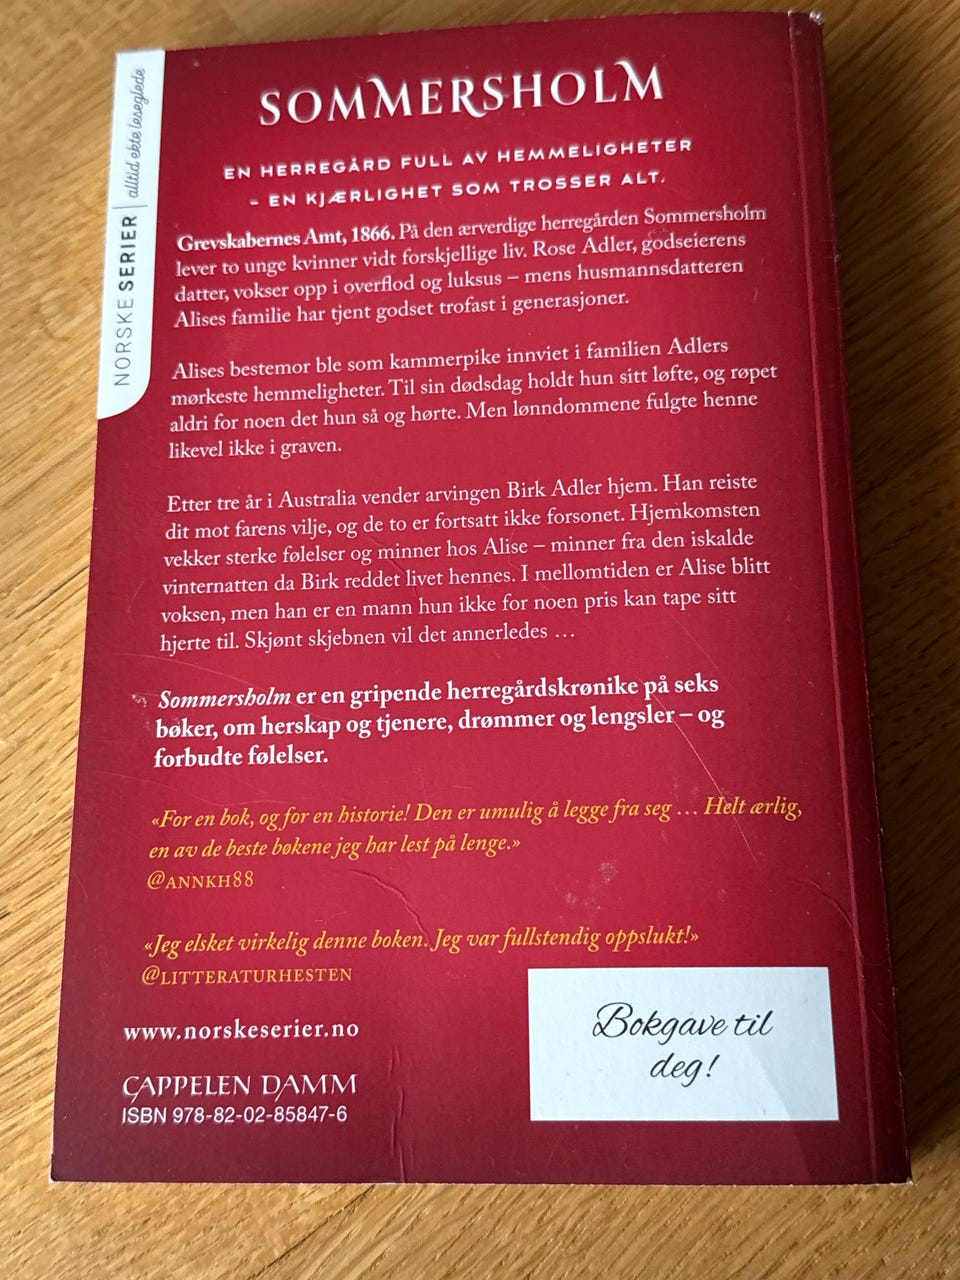 SOMMERSHOLM
EN HERREGÅRD FULL AV HEMMELIGHETER
– EN KJÆRLIGHET SOM TROSSER ALT.
Grevskabernes Amt, 1866. På den ærverdige herregården Sommersholm
lever to unge kvinner vidt forskjellige liv. Rose Adler, godseierens
datter, vokser opp i overflod og luksus – mens husmannsdatteren
Alises familie har tjent godset trofast i generasjoner.
Alises bestemor ble som kammerpike innviet i familien Adlers
mørkeste hemmeligheter. Til sin dødsdag holdt hun sitt løfte, og røpet
aldri for noen det hun så og hørte. Men lønndommene fulgte henne
likevel ikke i graven.
Etter tre år i Australia vender arvingen Birk Adler hjem. Han reiste
dit mot farens vilje, og de to er fortsatt ikke forsonet. Hjemkomsten
vekker sterke følelser og minner hos Alise – minner fra den iskalde
vinternatten da Birk reddet livet hennes. I mellomtiden er Alise blitt
voksen, men han er en mann hun ikke for noen pris kan tape sitt
hjerte til. Skjønt skjebnen vil det annerledes …
Sommersholm er en gripende herregårdskrønike på seks
bøker, om herskap og tjenere, drømmer og lengsler – og
forbudte følelser.
«For en bok, og for en historie! Den er umulig å legge fra seg … Helt ærlig,
en av de beste bøkene jeg har lest på lenge.»
@ANNKH88
«Jeg elsket virkelig denne boken. Jeg var fullstendig oppslukt!»
@LITTERATURHESTEN
www.norskeserier.no
CAPPELEN DAMM
ISBN 978-82-02-85847-6
Bokgave til
deg!
NORSKE SERIER | alltid ekte leseglede